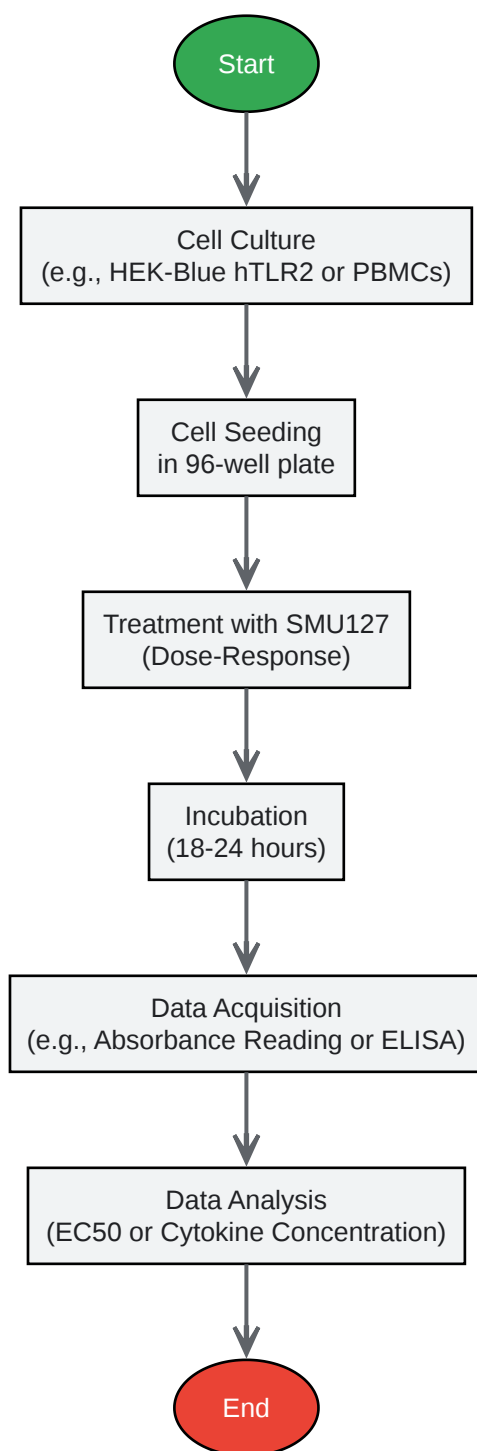 Start
Cell Culture
(e.g., HEK-Blue hTLR2 or PBMCs)
Cell Seeding
in 96-well plate
Treatment with SMU127
(Dose-Response)
Incubation
(18-24 hours)
Data Acquisition
(e.g., Absorbance Reading or ELISA)
Data Analysis
(EC50 or Cytokine Concentration)
End